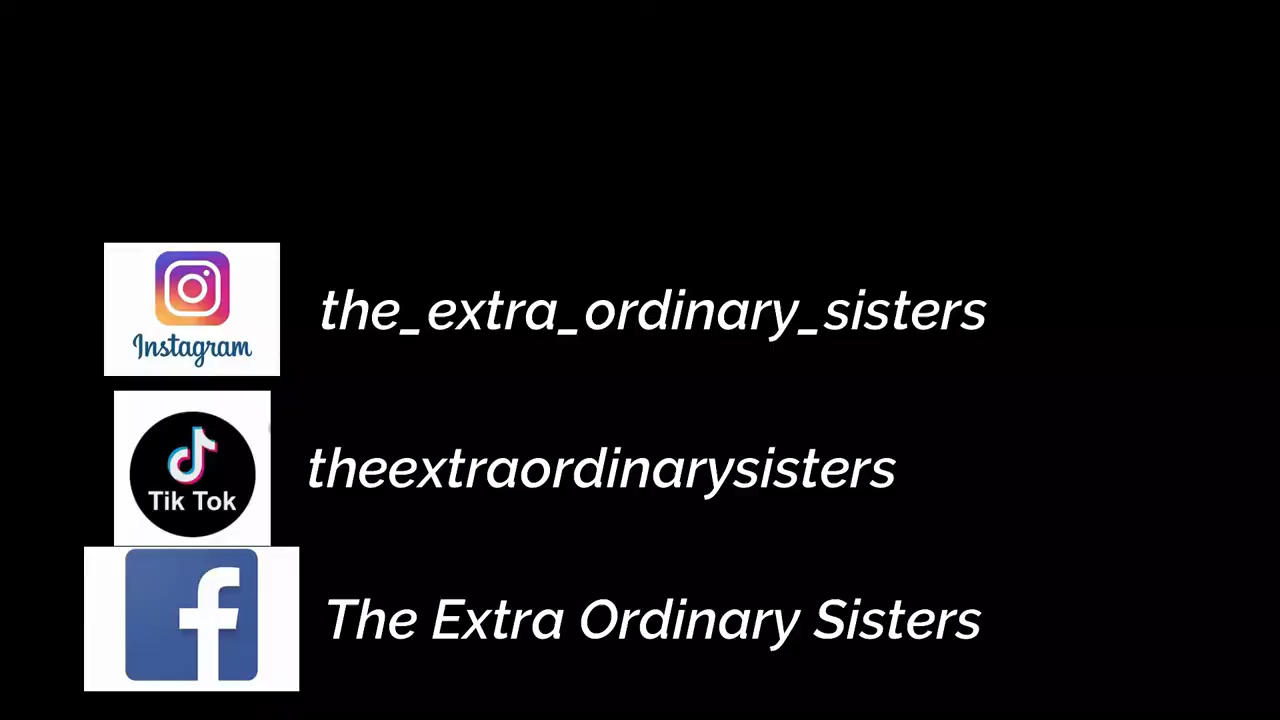 Instagram
the_extra_ordinary_sisters
Tik Tok
theextraordinarysisters
f
The Extra Ordinary Sisters